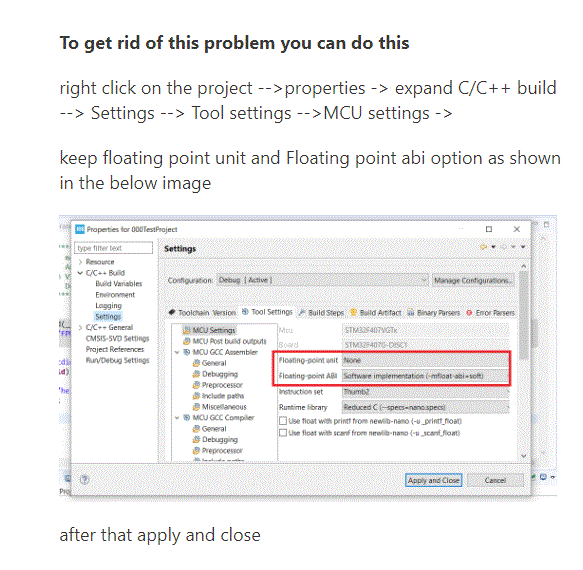 To get rid of this problem you can do this
right click on the project -->properties -> expand C/C++ build
--> Settings --> Tool settings -->MCU settings ->
keep floating point unit and Floating point abi option as shown
in the below image
Properties for 000TestProject
type filter text
Settings
Resource
C/C++ Build
Build Variables
Environment
Logging
Settings
C/C++ General
CMSIS-SVD Settings
Project References
Run/Debug Settings
Configuration: Debug [ Active ]
Manage Configurations...
Toolchain Version Tool Settings Build Steps Build Artifact Binary Parsers Error Parsers
MCU Settings
MCU Post build outputs
MCU GCC Assembler
General
Debugging
Preprocessor
Include paths
Miscellaneous
MCU GCC Compiler
General
Debugging
Preprocessor
Include paths
Mcu STM32F407VGTx
Board STM32F407G-DISC1
Floating-point unit None
Floating-point ABI Software implementation (-mfloat-abi=soft)
Instruction set Thumb2
Runtime library Reduced C (--specs=nano.specs)
Use float with printf from newlib-nano (-u _printf_float)
Use float with scanf from newlib-nano (-u _scanf_float)
Apply and Close
Cancel
after that apply and close